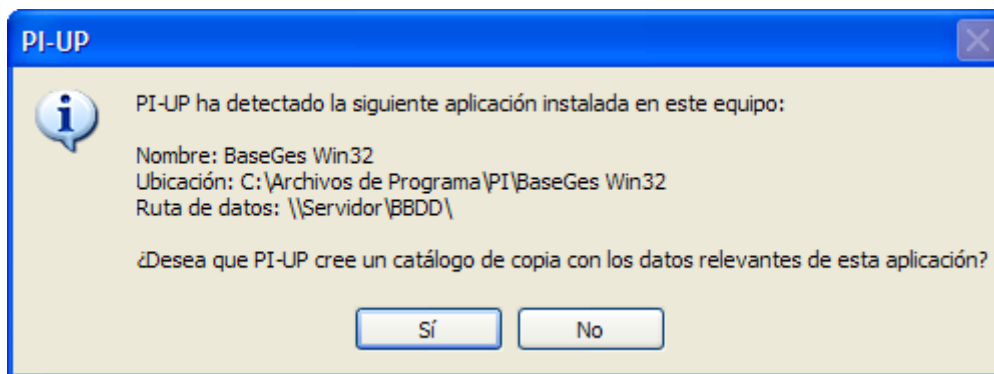 PI-UP
PI-UP ha detectado la siguiente aplicación instalada en este equipo:
Nombre: BaseGes Win32
Ubicación: C:\Archivos de Programa\PI\BaseGes Win32
Ruta de datos: \\Servidor\BBDD\
¿Desea que PI-UP cree un catálogo de copia con los datos relevantes de esta aplicación?
Sí
No